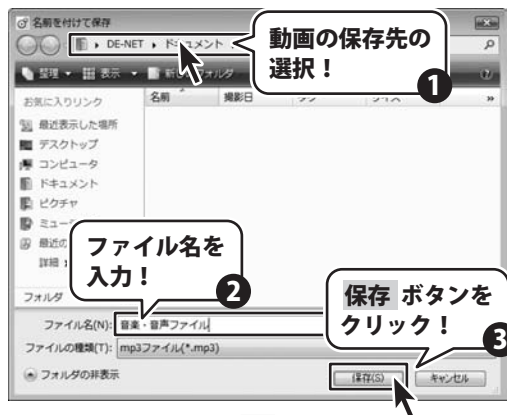 名前を付けて保存
DE-NET ▸ ドキュメント
動画の保存先の
選択！
1
整理 ▼ 表示 ▼
お気に入りリンク
名前 撮影日
最近表示した場所
デスクトップ
コンピュータ
ドキュメント
ピクチャ
最近の
フォルダ
ファイル名を
入力！
2
保存 ボタンを
クリック！
3
ファイル名(N): 音楽・音声ファイル
ファイルの種類(T): mp3ファイル(*.mp3)
フォルダの非表示
保存(S) キャンセル